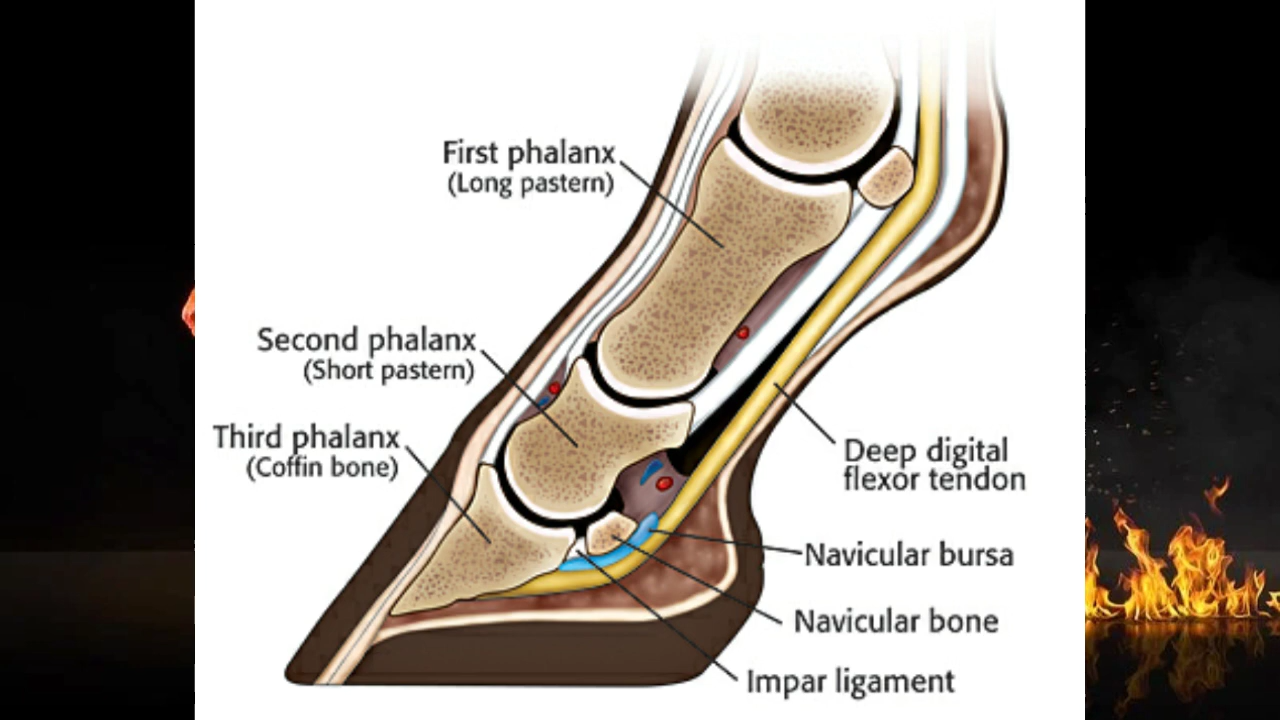 First phalanx
(Long pastern)
Second phalanx
(Short pastern)
Third phalanx
(Coffin bone)
Deep digital
flexor tendon
Navicular bursa
Navicular bone
Impar ligament